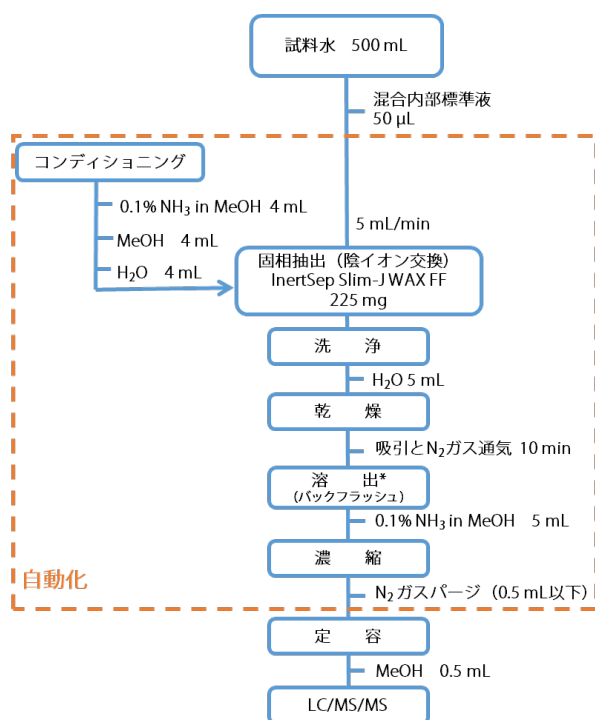 試料水　500 mL
混合内部標準液
50 μL
コンディショニング
0.1% NH₃ in MeOH 4 mL
MeOH　4 mL
H₂O　4 mL
5 mL/min
固相抽出（陰イオン交換）
InertSep Slim-J WAX FF
225 mg
洗　　浄
H₂O 5 mL
乾　　燥
吸引とN₂ガス通気 10 min
溶　　出*
（バックフラッシュ）
0.1% NH₃ in MeOH　5 mL
濃　　縮
自動化
N₂ ガスパージ（0.5 mL以下）
定　　容
MeOH　0.5 mL
LC/MS/MS